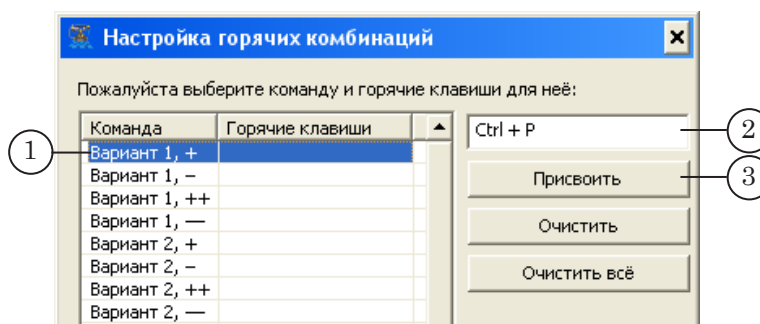 Настройка горячих комбинаций
Пожалуйста выберите команду и горячие клавиши для неё:
Команда Горячие клавиши
Ctrl + P
2
1
Вариант 1, +
Вариант 1, –
Присвоить
3
Вариант 1, ++
Вариант 1, —
Очистить
Вариант 2, +
Вариант 2, –
Очистить всё
Вариант 2, ++
Вариант 2, —